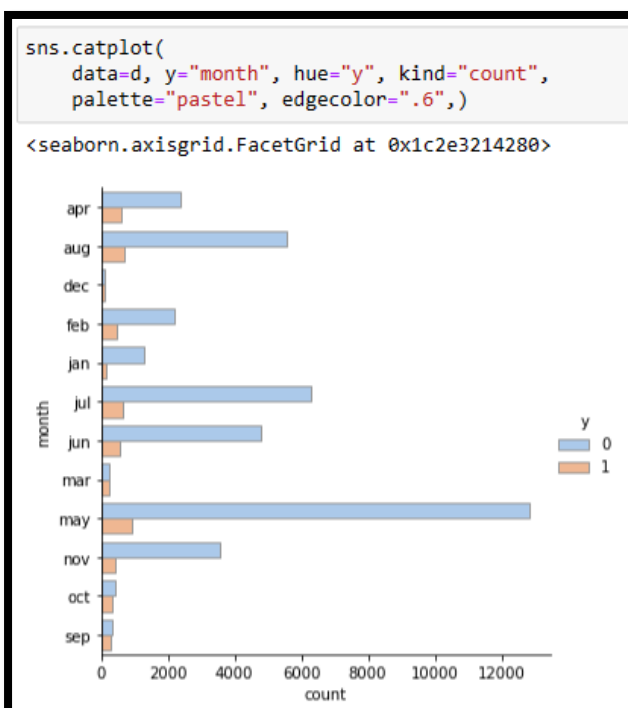 sns.catplot(
    data=d, y="month", hue="y", kind="count",
    palette="pastel", edgecolor=".6",)
<seaborn.axisgrid.FacetGrid at 0x1c2e3214280>
apr
aug
dec
feb
jan
jul
jun
mar
may
nov
oct
sep
month
0 2000 4000 6000 8000 10000 12000
count
y
0
1